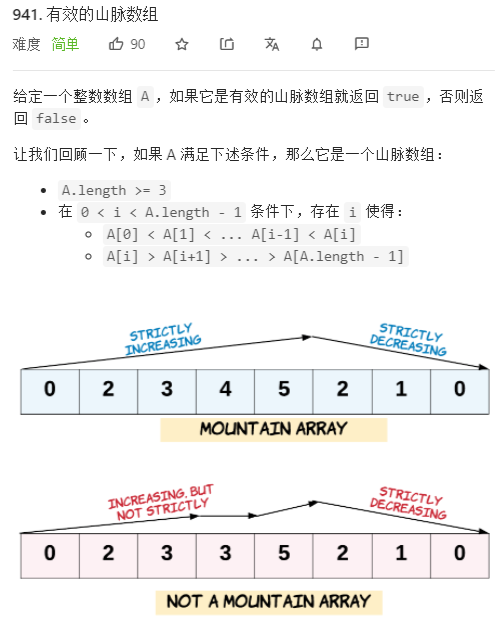 941. 有效的山脉数组
难度 简单 90
给定一个整数数组 A ，如果它是有效的山脉数组就返回 true ，否则返
回 false 。
让我们回顾一下，如果 A 满足下述条件，那么它是一个山脉数组：
A.length >= 3
在 0 < i < A.length - 1 条件下，存在 i 使得：
A[0] < A[1] < ... A[i-1] < A[i]
A[i] > A[i+1] > ... > A[A.length - 1]
STRICTLY
INCREASING
STRICTLY
DECREASING
0 2 3 4 5 2 1 0
MOUNTAIN ARRAY
INCREASING, BUT
NOT STRICTLY
STRICTLY
DECREASING
0 2 3 3 5 2 1 0
NOT A MOUNTAIN ARRAY